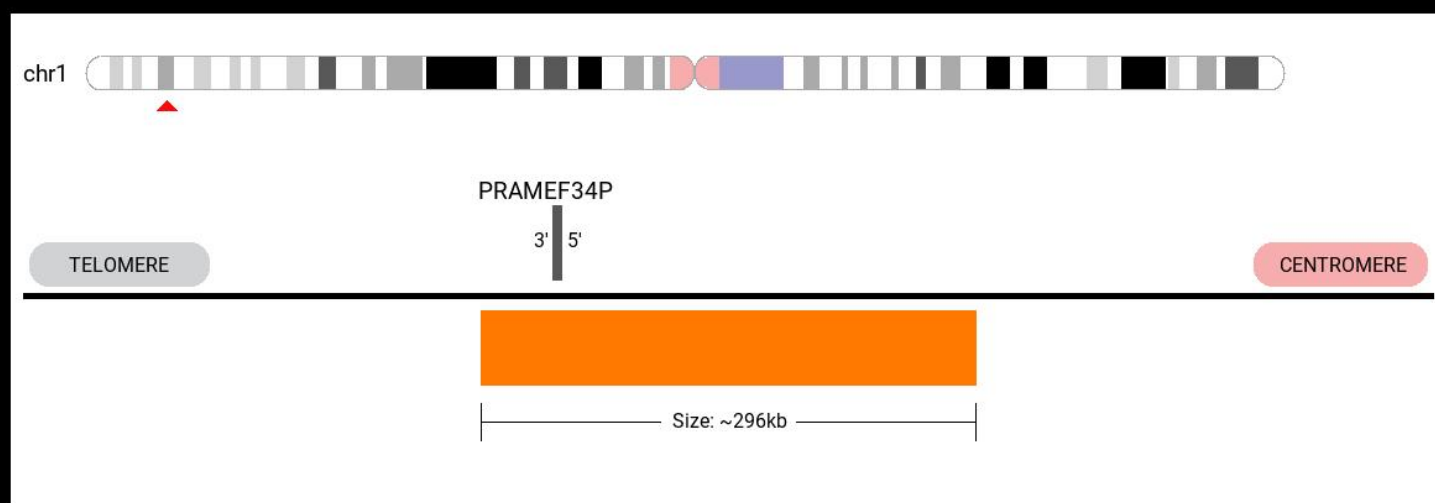 chr1
PRAMEF34P
3' 5'
TELOMERE
CENTROMERE
Size: ~296kb